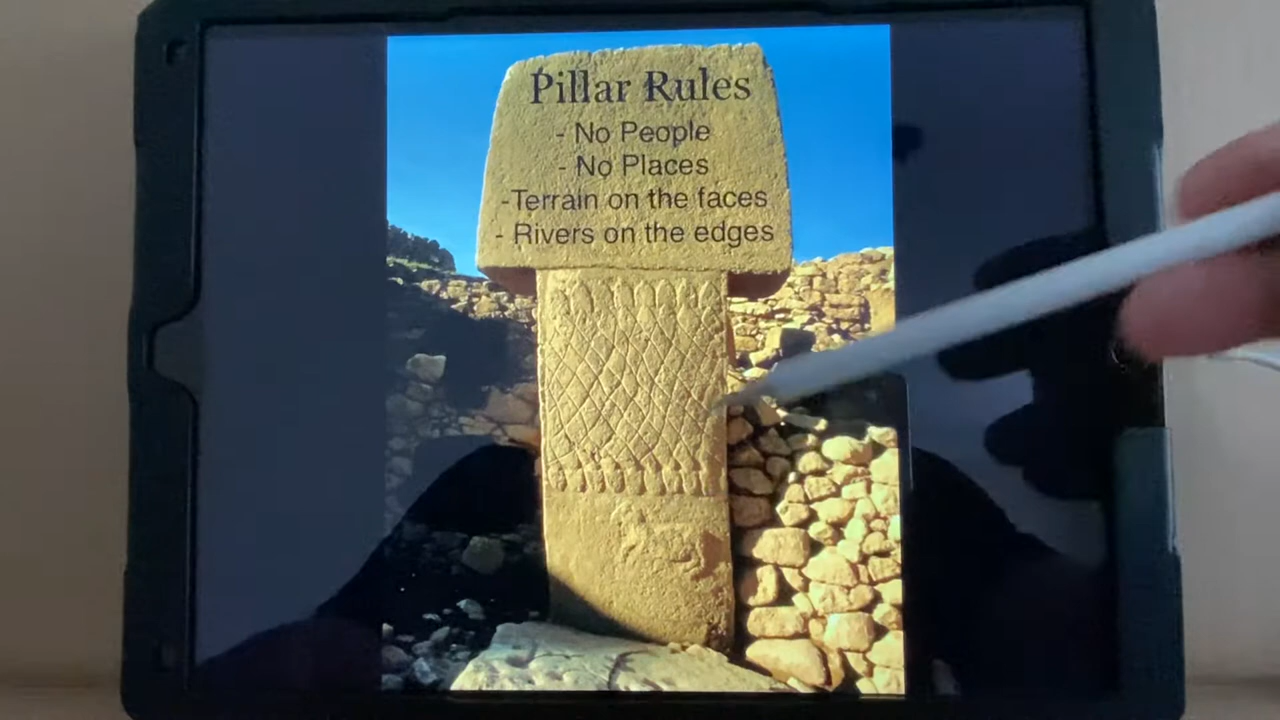 Pillar Rules
- No People
- No Places
-Terrain on the faces
- Rivers on the edges